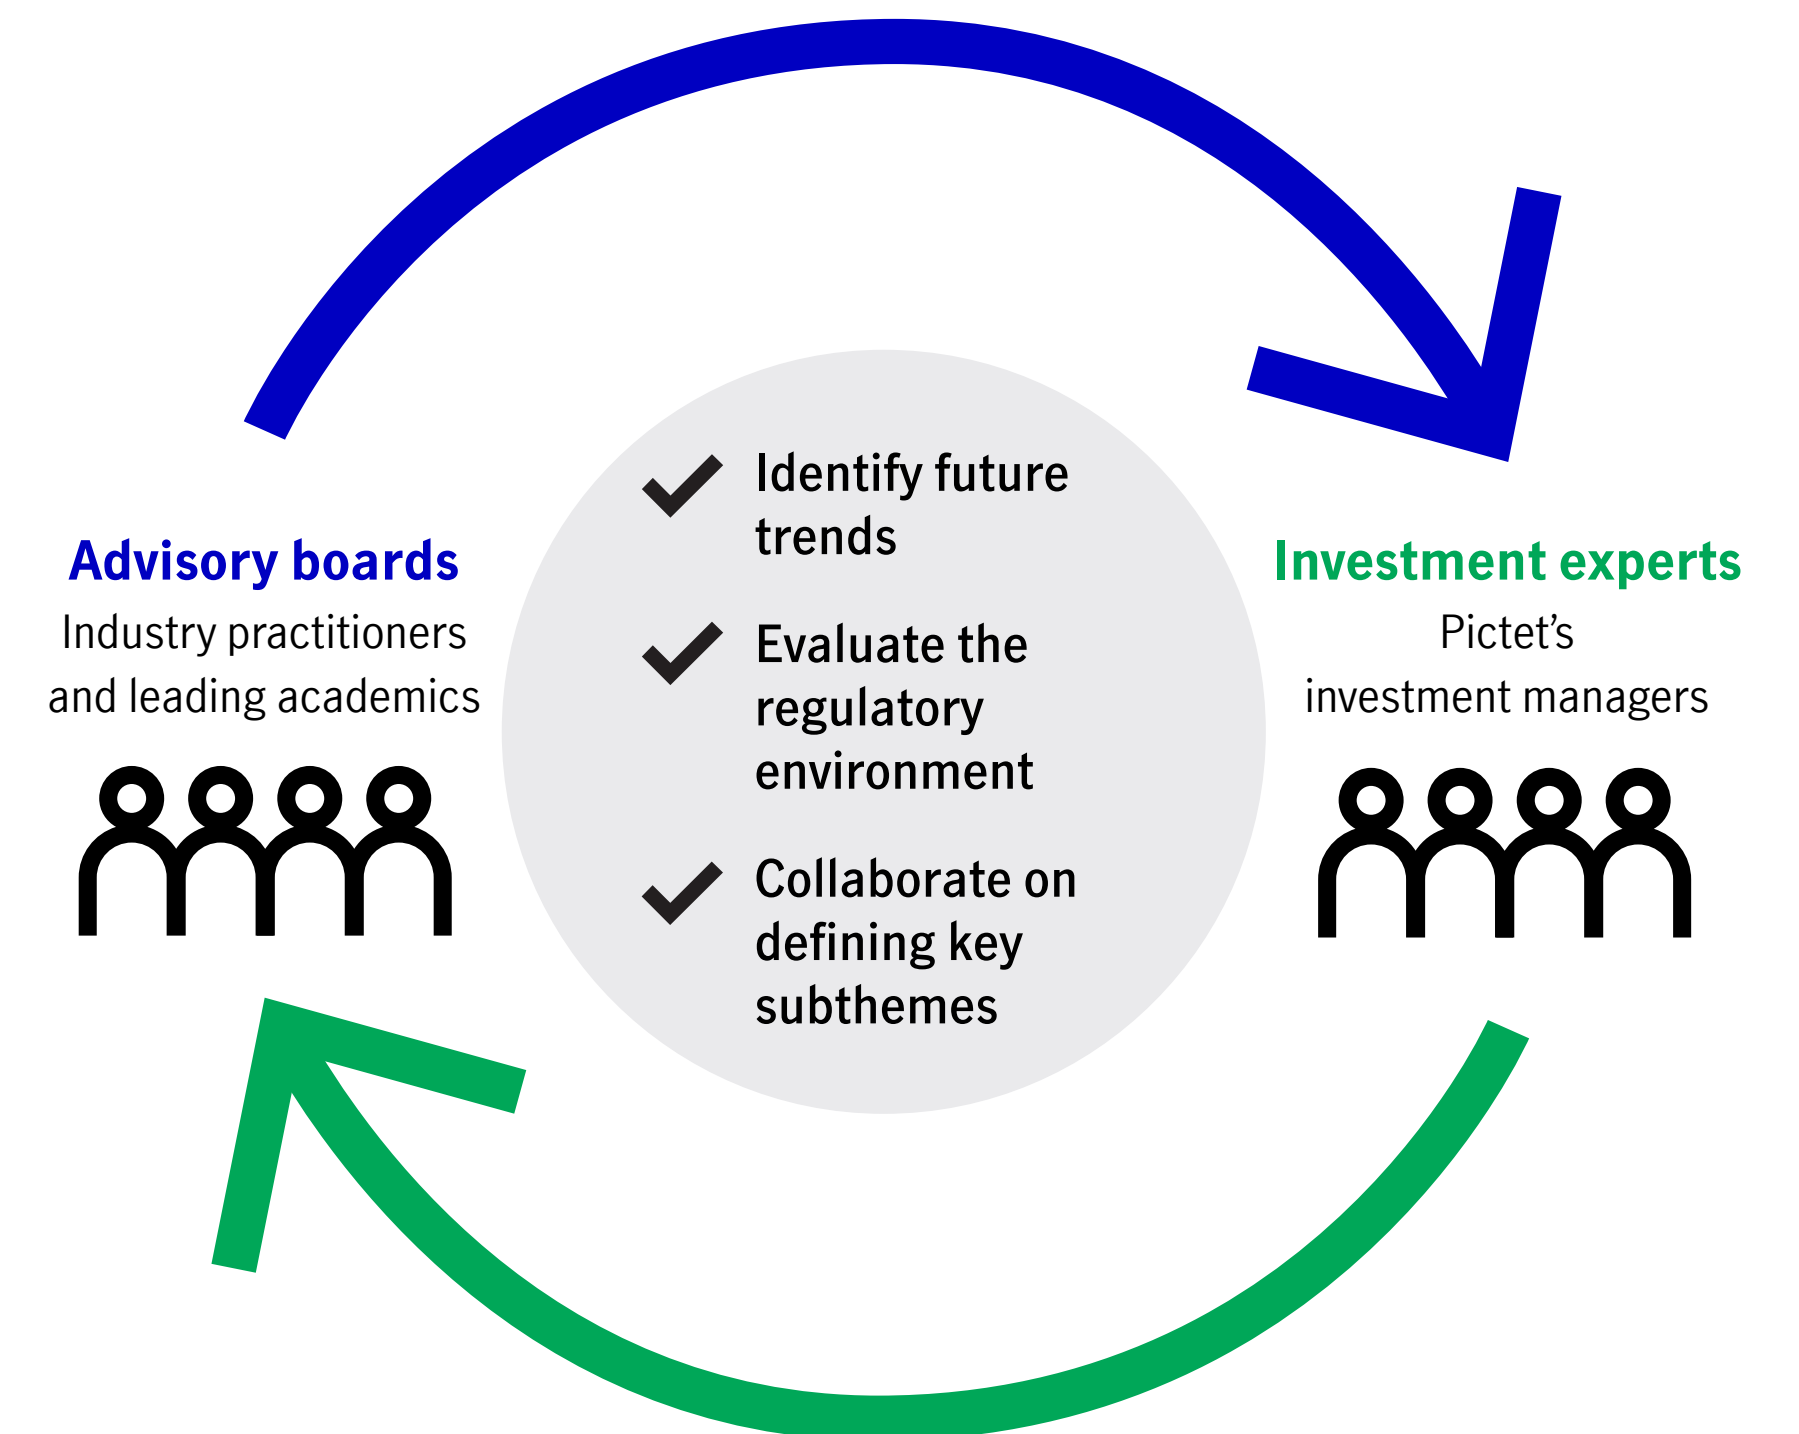 Advisory boards
Industry practitioners
and leading academics
Identify future
trends
Evaluate the
regulatory
environment
Collaborate on
defining key
subthemes
Investment experts
Pictet’s
investment managers